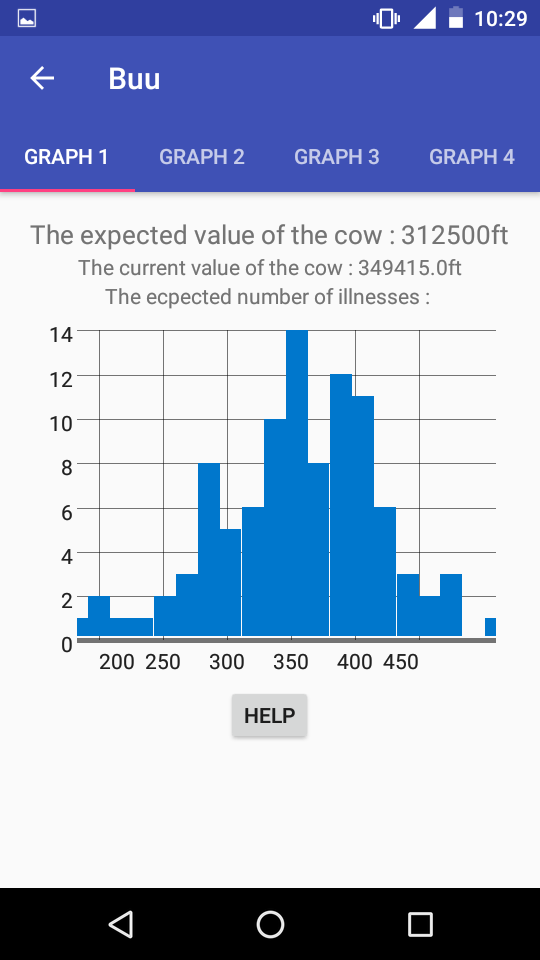 10:29
Buu
GRAPH 1 GRAPH 2 GRAPH 3 GRAPH 4
The expected value of the cow : 312500ft
The current value of the cow : 349415.0ft
The ecpected number of illnesses :
14
12
10
8
6
4
2
0
200 250 300 350 400 450
HELP